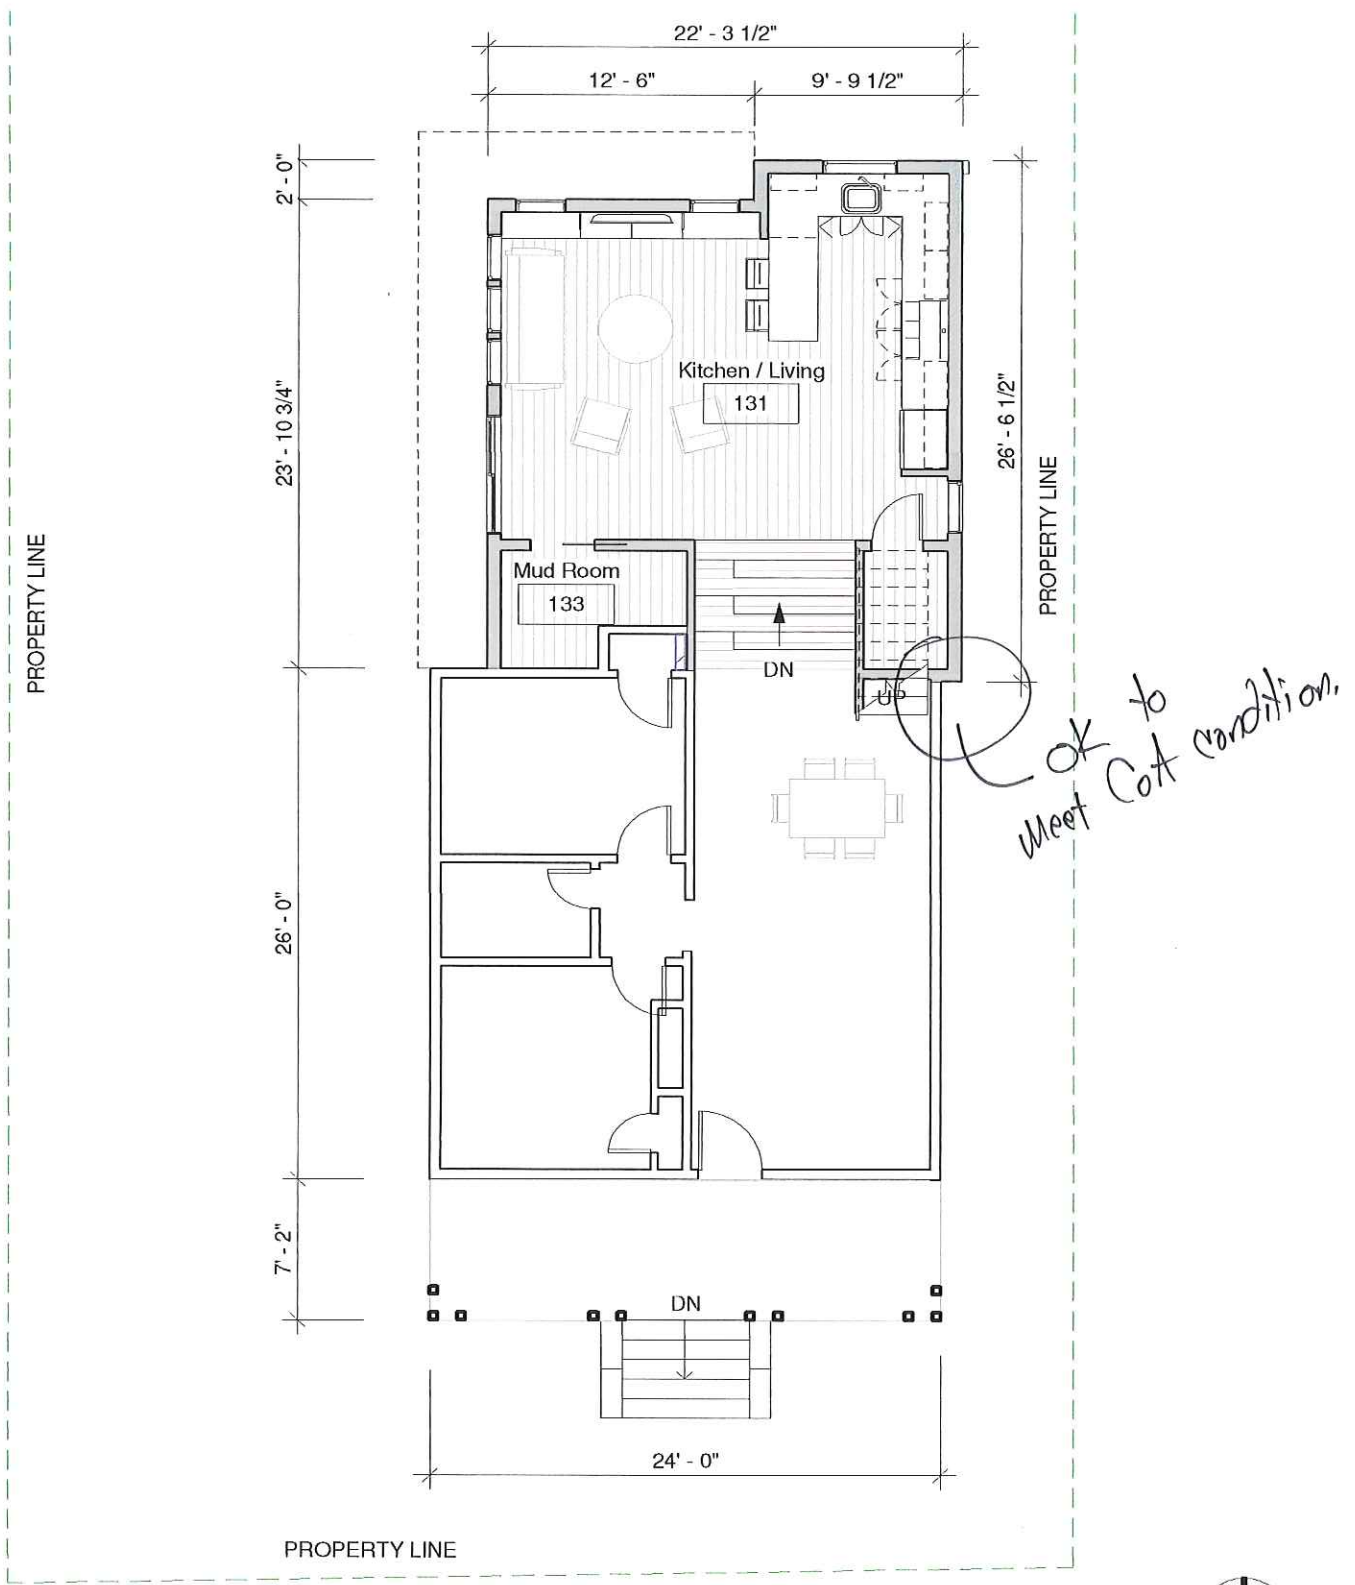 22' - 3 1/2"
12' - 6"
9' - 9 1/2"
2' - 0"
23' - 10 3/4"
26' - 6 1/2"
Kitchen / Living
131
PROPERTY LINE
PROPERTY LINE
Mud Room
133
DN
UP
OK to
Meet CoA condition.
26' - 0"
7' - 2"
DN
24' - 0"
PROPERTY LINE